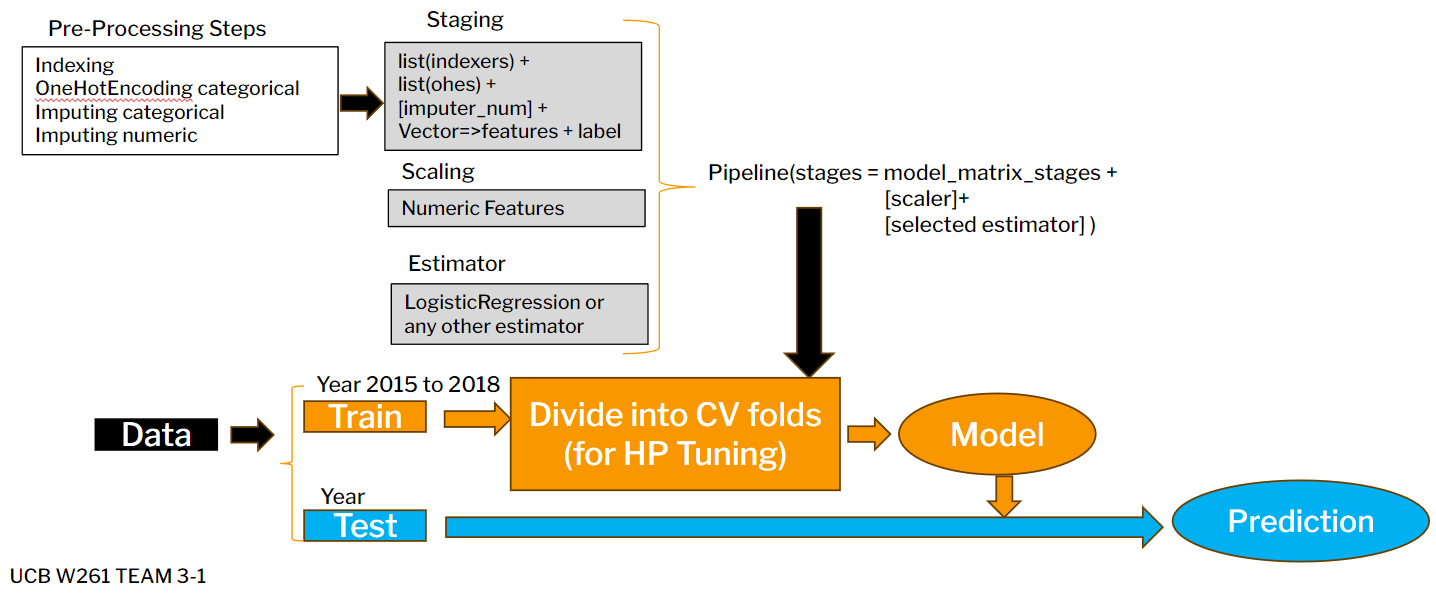 Pre-Processing Steps
Indexing
OneHotEncoding categorical
Imputing categorical
Imputing numeric
Staging
list(indexers) +
list(ohes) +
[imputer_num] +
Vector=>features + label
Scaling
Numeric Features
Estimator
LogisticRegression or
any other estimator
Pipeline(stages = model_matrix_stages +
[scaler]+
[selected estimator] )
Data
Year 2015 to 2018
Train
Divide into CV folds
(for HP Tuning)
Model
Year
Test
Prediction
UCB W261 TEAM 3-1